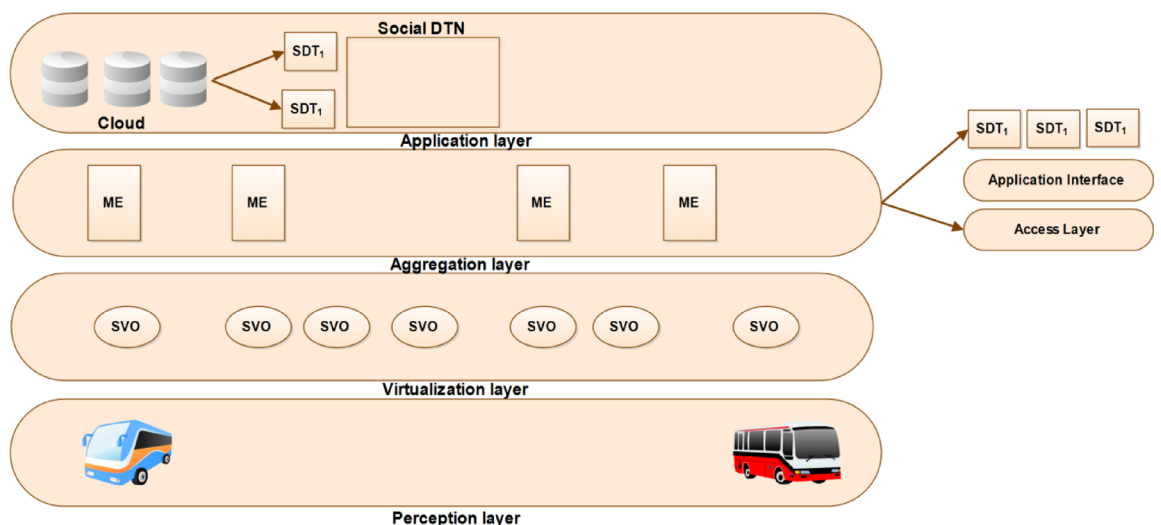 Social DTN
SDT₁
SDT₁
Cloud
Application layer
SDT₁ SDT₁ SDT₁
Application Interface
Access Layer
ME ME ME ME
Aggregation layer
SVO SVO SVO SVO SVO SVO SVO
Virtualization layer
Perception layer